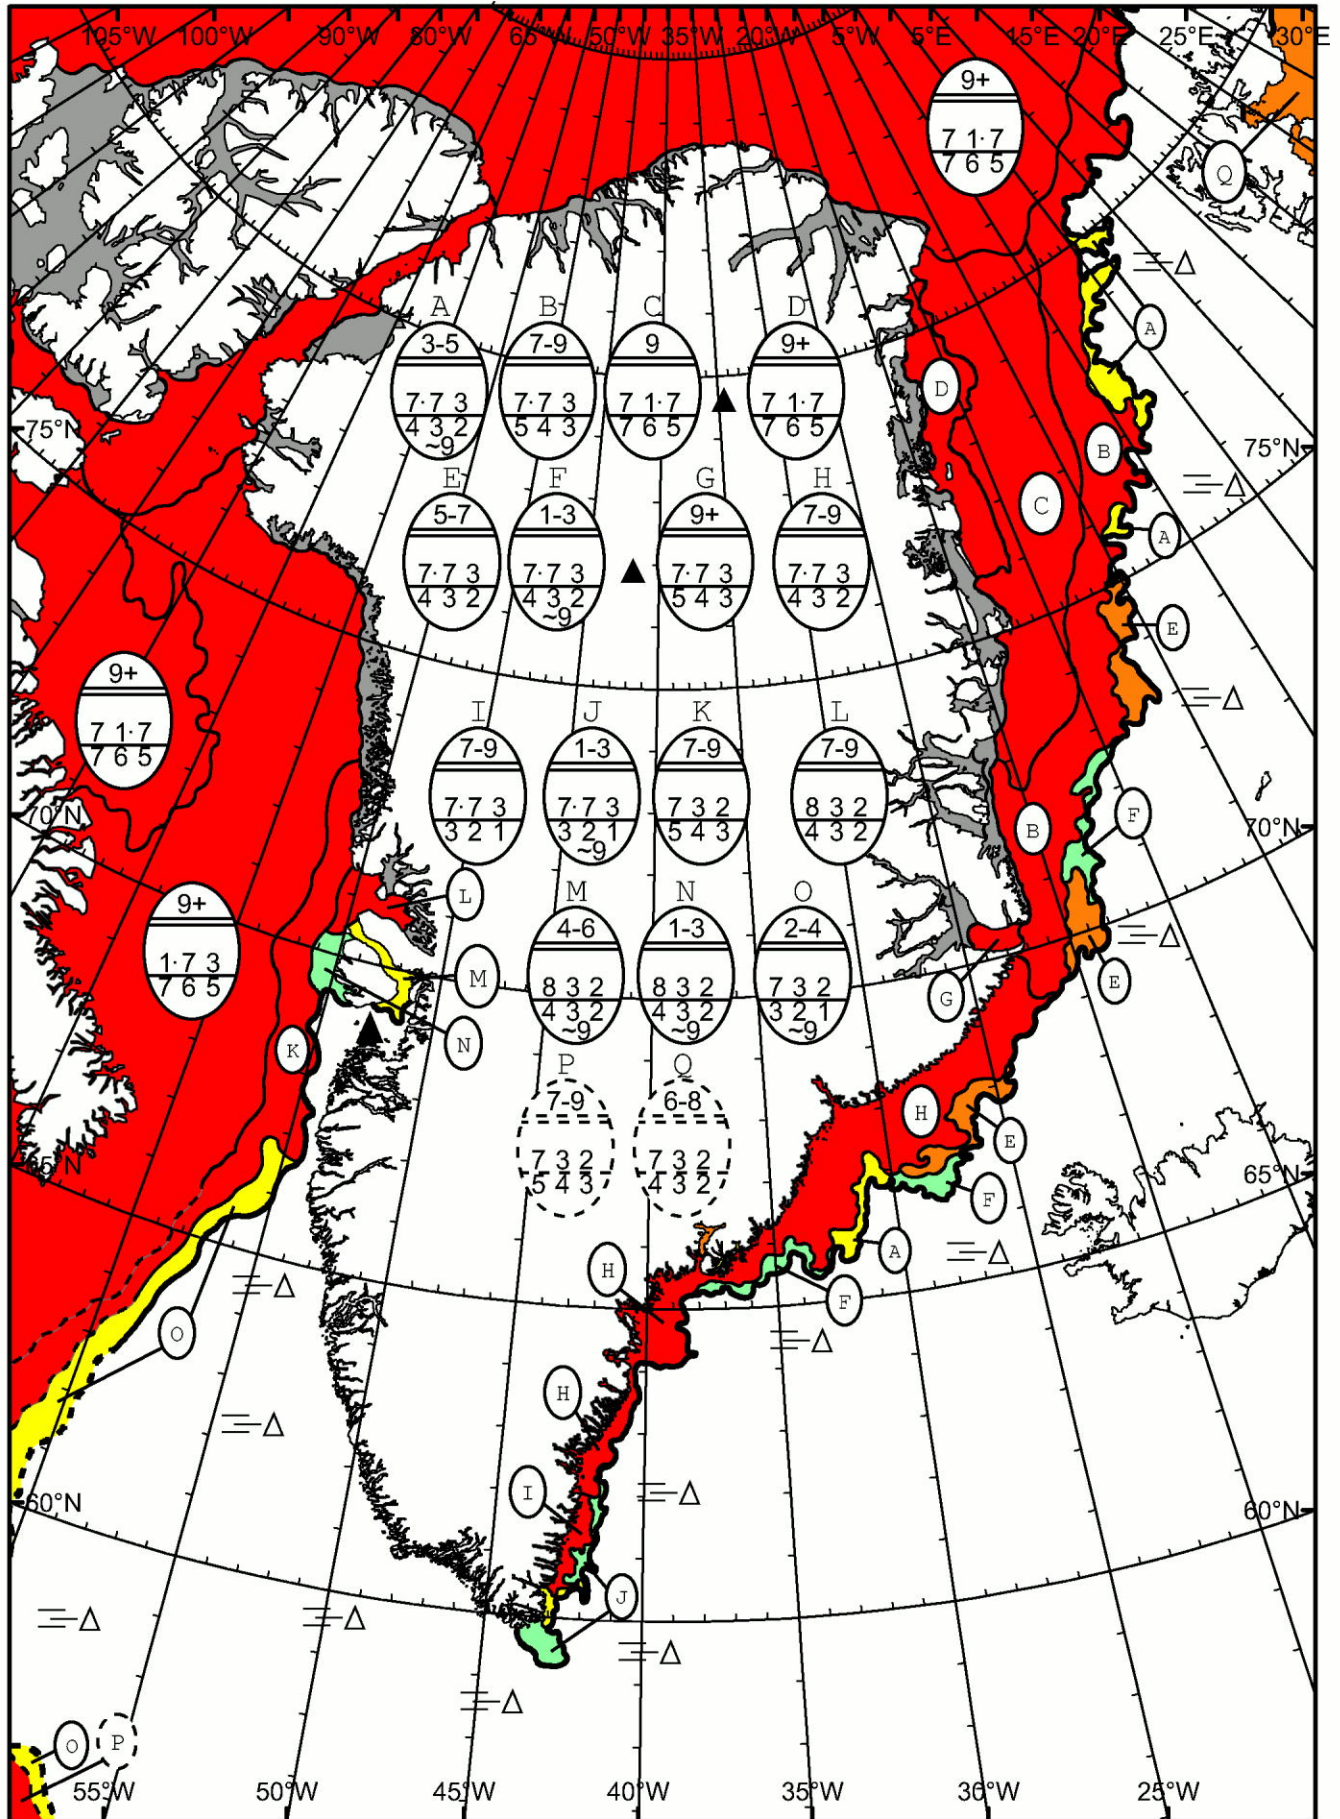 105°W 100°W 90°W 80°W 65°W 50°W 35°W 20°W 5°W 5°E 15°E 20°E 25°E 30°E
9+
7 1·7
7 6 5
Q
A B C D
3-5 7-9 9 9+
7·7 3 7·7 3 7 1·7 7 1·7
4 3 2 5 4 3 7 6 5 7 6 5
~9
A
D
75°N
B
75°N
C
A
E F G H
5-7 1-3 9+ 7-9
7·7 3 7·7 3 7·7 3 7·7 3
4 3 2 4 3 2 5 4 3 4 3 2
~9
E
9+
7 1·7
7 6 5
I J K L
7-9 1-3 7-9 7-9
7·7 3 7·7 3 7 3 2 8 3 2
3 2 1 3 2 1 5 4 3 4 3 2
~9
70°N
B
F
70°N
L
9+
1·7 3
7 6 5
M N O
4-6 1-3 2-4
8 3 2 8 3 2 7 3 2
4 3 2 4 3 2 3 2 1
~9 ~9 ~9
M
G
E
K
N
P Q
7-9 6-8
7 3 2 7 3 2
5 4 3 4 3 2
H
E
65°N
65°N
F
A
H
F
O
H
I
60°N
60°N
J
O
P
55°W 50°W 45°W 40°W 35°W 30°W 25°W